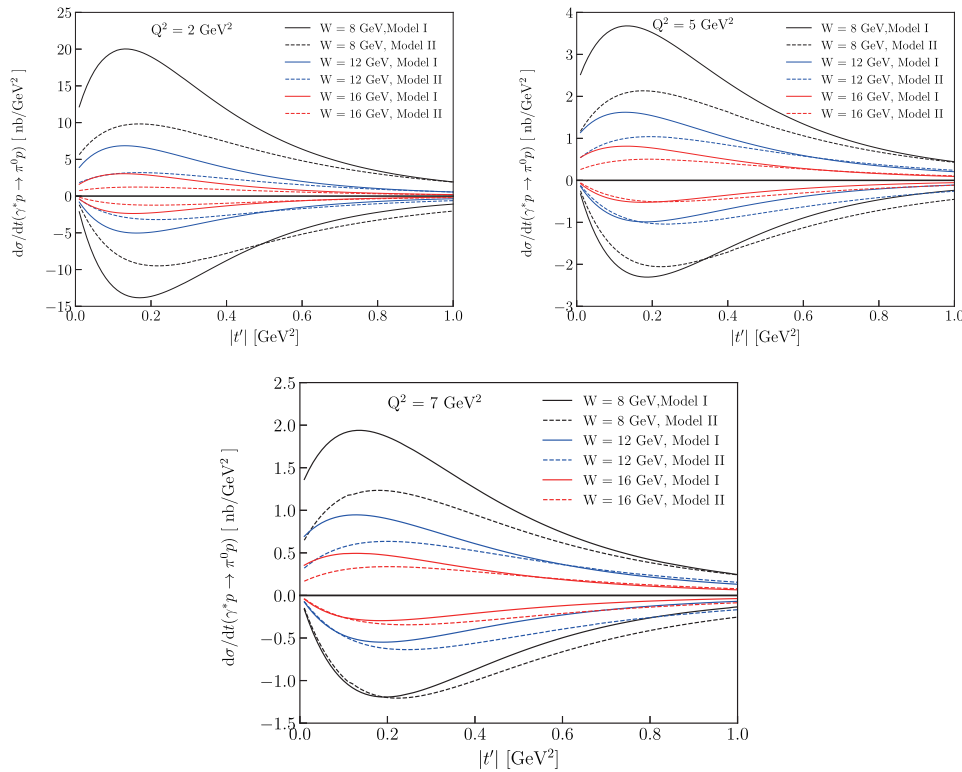 Q² = 2 GeV²
W = 8 GeV,Model I
W = 8 GeV, Model II
W = 12 GeV, Model I
W = 12 GeV, Model II
W = 16 GeV, Model I
W = 16 GeV, Model II
dσ/dt(γ*p → π⁰p) [ nb/GeV² ]
25
20
15
10
5
0
−5
−10
−15
0.0 0.2 0.4 0.6 0.8 1.0
|t′| [GeV²]
Q² = 5 GeV²
W = 8 GeV,Model I
W = 8 GeV, Model II
W = 12 GeV, Model I
W = 12 GeV, Model II
W = 16 GeV, Model I
W = 16 GeV, Model II
dσ/dt(γ*p → π⁰p) [ nb/GeV² ]
4
3
2
1
0
−1
−2
−3
0.0 0.2 0.4 0.6 0.8 1.0
|t′| [GeV²]
Q² = 7 GeV²
W = 8 GeV,Model I
W = 8 GeV, Model II
W = 12 GeV, Model I
W = 12 GeV, Model II
W = 16 GeV, Model I
W = 16 GeV, Model II
dσ/dt(γ*p → π⁰p) [ nb/GeV² ]
2.5
2.0
1.5
1.0
0.5
0.0
−0.5
−1.0
−1.5
0.0 0.2 0.4 0.6 0.8 1.0
|t′| [GeV²]